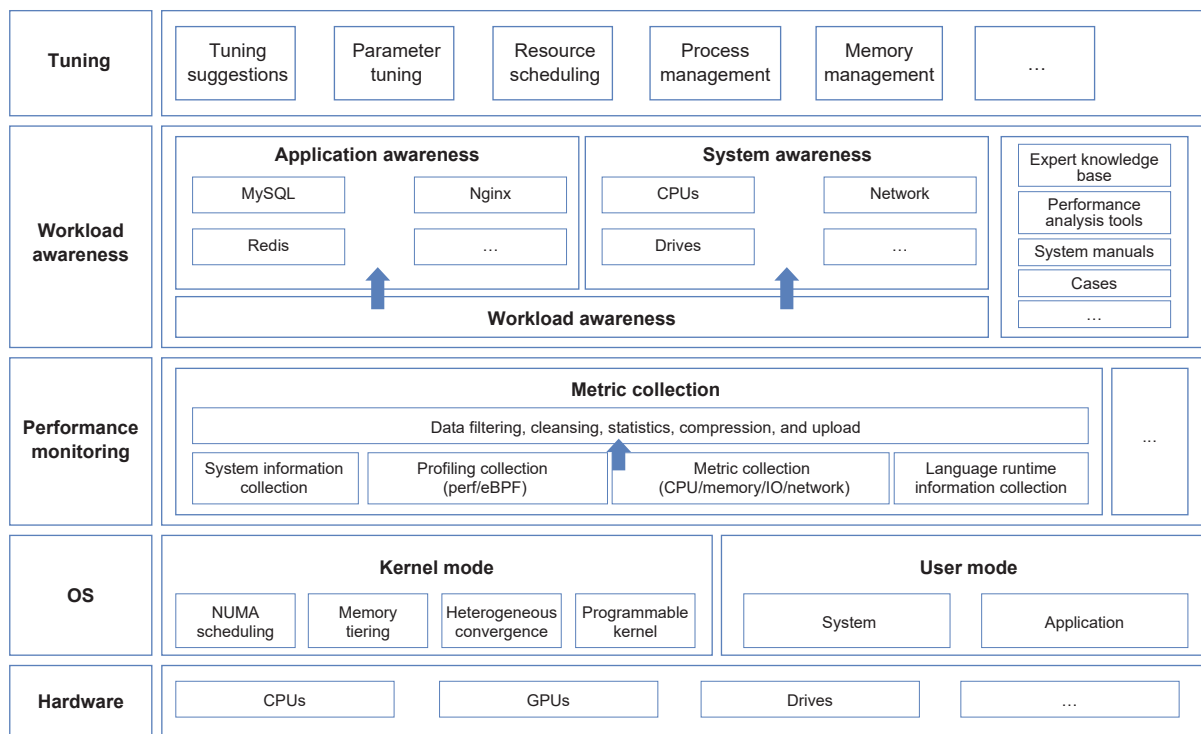 Tuning
Tuning
suggestions
Parameter
tuning
Resource
scheduling
Process
management
Memory
management
…
Workload
awareness
Application awareness
MySQL
Nginx
Redis
…
System awareness
CPUs
Network
Drives
…
Workload awareness
Expert knowledge
base
Performance
analysis tools
System manuals
Cases
…
Performance
monitoring
Metric collection
Data filtering, cleansing, statistics, compression, and upload
System information
collection
Profiling collection
(perf/eBPF)
Metric collection
(CPU/memory/IO/network)
Language runtime
information collection
...
OS
Kernel mode
NUMA
scheduling
Memory
tiering
Heterogeneous
convergence
Programmable
kernel
User mode
System
Application
Hardware
CPUs
GPUs
Drives
…